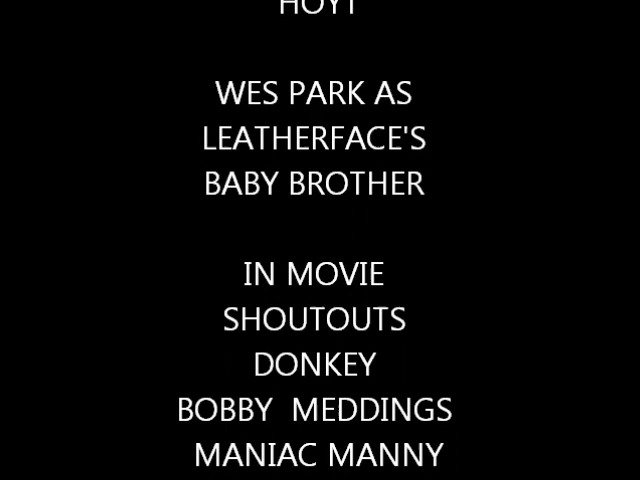 HOYT
WES PARK AS
LEATHERFACE'S
BABY BROTHER
IN MOVIE
SHOUTOUTS
DONKEY
BOBBY  MEDDINGS
MANIAC MANNY